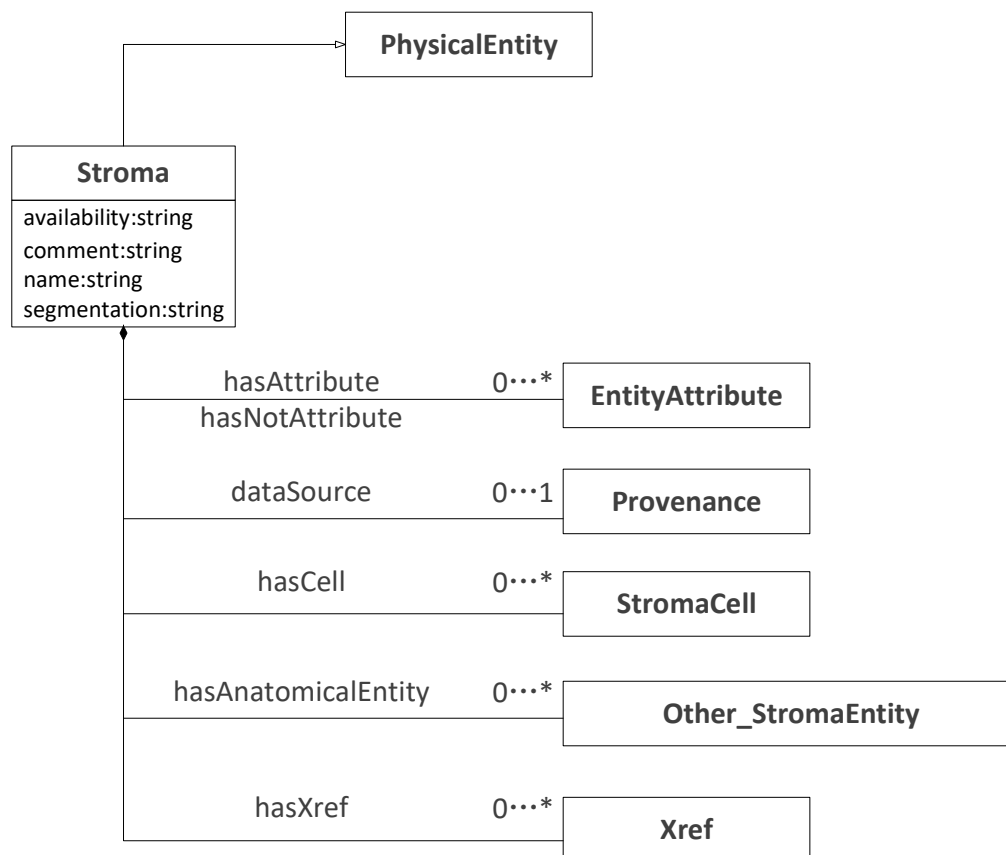 PhysicalEntity
Stroma
availability:string
comment:string
name:string
segmentation:string
hasAttribute 0···* EntityAttribute
hasNotAttribute
dataSource 0···1 Provenance
hasCell 0···* StromaCell
hasAnatomicalEntity 0···* Other_StromaEntity
hasXref 0···* Xref